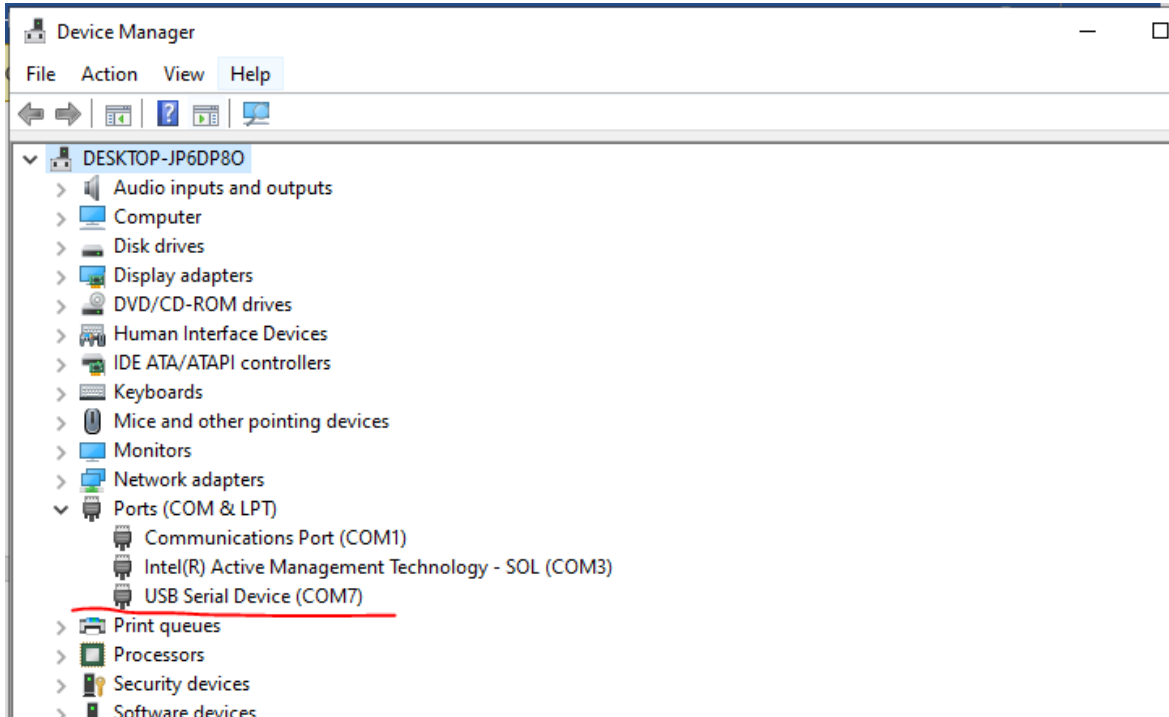 Device Manager
File Action View Help
DESKTOP-JP6DP8O
Audio inputs and outputs
Computer
Disk drives
Display adapters
DVD/CD-ROM drives
Human Interface Devices
IDE ATA/ATAPI controllers
Keyboards
Mice and other pointing devices
Monitors
Network adapters
Ports (COM & LPT)
Communications Port (COM1)
Intel(R) Active Management Technology - SOL (COM3)
USB Serial Device (COM7)
Print queues
Processors
Security devices
Software devices